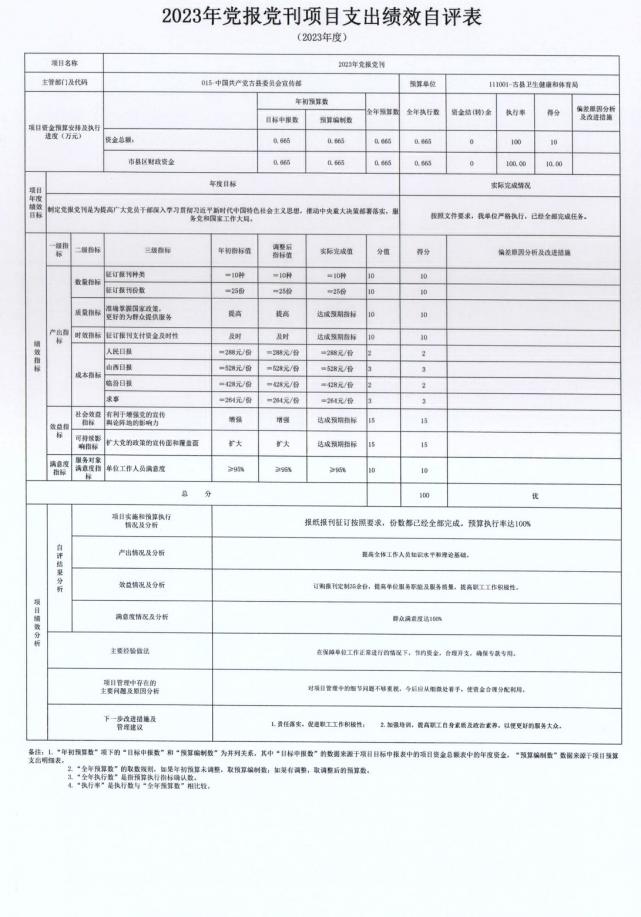 2023年党报党刊项目支出绩效自评表
（2023年度）
项目名称 2023年党报党刊
主管部门及代码 015-中国共产党古县委员会宣传部 预算单位 111001-古县卫生健康和体育局
项目资金预算安排及执行进度（万元） 年初预算数 全年预算数 全年执行数 资金结(转)余 执行率 得分 偏差原因分析及改进措施
目标申报数 预算编制数
资金总额： 0.665 0.665 0.665 0.665 0 100 10
市县区财政资金 0.665 0.665 0.665 0.665 0 100.00 10.00
项目年度绩效目标 年度目标 实际完成情况
制定党报党刊是为提高广大党员干部深入学习贯彻习近平新时代中国特色社会主义思想，推动中央重大决策部署落实，服务党和国家工作大局。 按照文件要求，我单位严格执行，已经全部完成任务。
绩效指标 一级指标 二级指标 三级指标 年初指标值 调整后指标值 实际完成值 分值 得分 偏差原因分析及改进措施
产出指标 数量指标 征订报刊种类 =10种 =10种 =10种 10 10
征订报刊份数 =25份 =25份 =25份 10 10
质量指标 准确掌握国家政策，更好的为群众提供服务 提高 提高 达成预期指标 10 10
时效指标 征订报刊支付资金及时性 及时 及时 达成预期指标 10 10
成本指标 人民日报 =288元/份 =288元/份 =288元/份 2 2
山西日报 =528元/份 =528元/份 =528元/份 3 3
临汾日报 =428元/份 =428元/份 =428元/份 2 2
求事 =264元/份 =264元/份 =264元/份 3 3
效益指标 社会效益指标 有利于增强党的宣传舆论阵地的影响力 增强 增强 达成预期指标 15 15
可持续影响指标 扩大党的政策的宣传面和覆盖面 扩大 扩大 达成预期指标 15 15
满意度指标 服务对象满意度指标 单位工作人员满意度 ≥95% ≥95% ≥95% 10 10
总 分 100 优
项目绩效分析 自评结果分析 项目实施和预算执行情况及分析 报纸报刊征订按照要求，份数都已经全部完成。预算执行率达100%
产出情况及分析 提高全体工作人员知识水平和理论基础。
效益情况及分析 订购报刊定制35余份，提高单位服务职能及服务质量，提高职工工作积极性。
满意度情况及分析 群众满意度达100%
主要经验做法 在保障单位工作正常进行的情况下，节约资金，合理开支，确保专款专用。
项目管理中存在的主要问题及原因分析 对项目管理中的细节问题不够重视，今后应从细微处着手，使资金合理分配利用。
下一步改进措施及管理建议 1.责任落实，促进职工工作积极性； 2.加强培训，提高职工自身素质及政治素养，以便更好的服务大众。
备注：1.“年初预算数”项下的“目标申报数”和“预算编制数”为并列关系，其中“目标申报数”的数据来源于项目目标申报表中的项目资金总额表中的年度资金，“预算编制数”数据来源于项目预算
支出明细表。
2.“全年预算数”的取数规则，如果年初预算未调整，取预算编制数；如果有调整，取调整后的预算数。
3.“全年执行数”是指预算执行指标确认数。
4.“执行率”是执行数与“全年预算数”相比较。